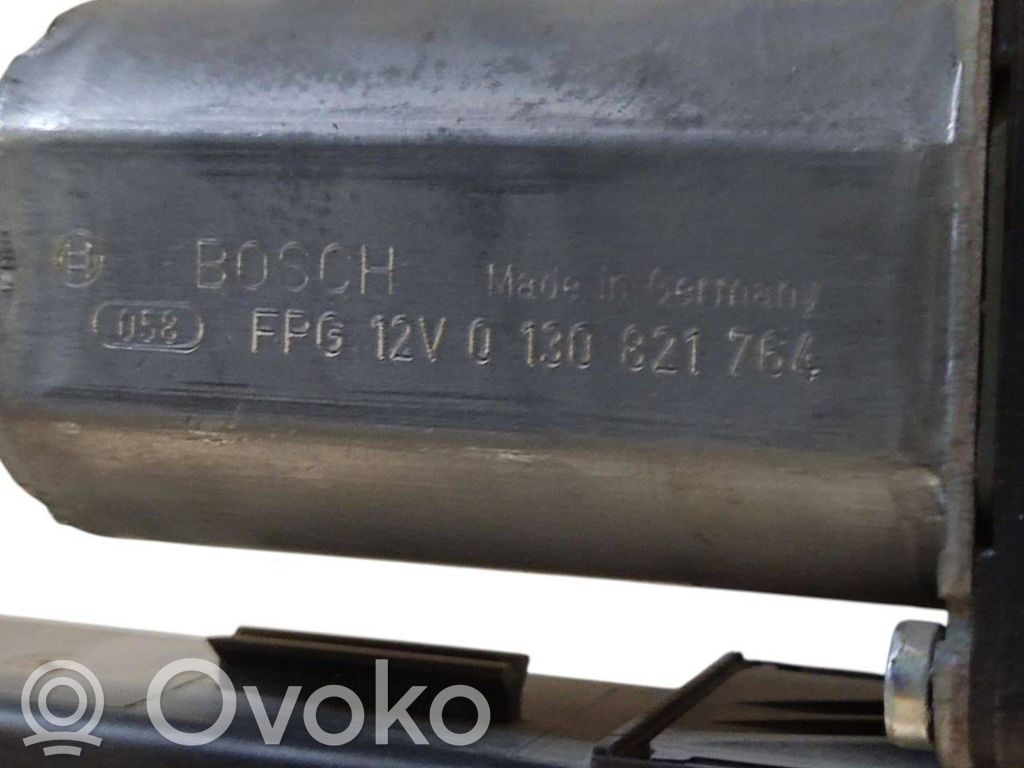 BOSCH Made in Germany
058 FPG 12V 0 130 821 764
Ovoko